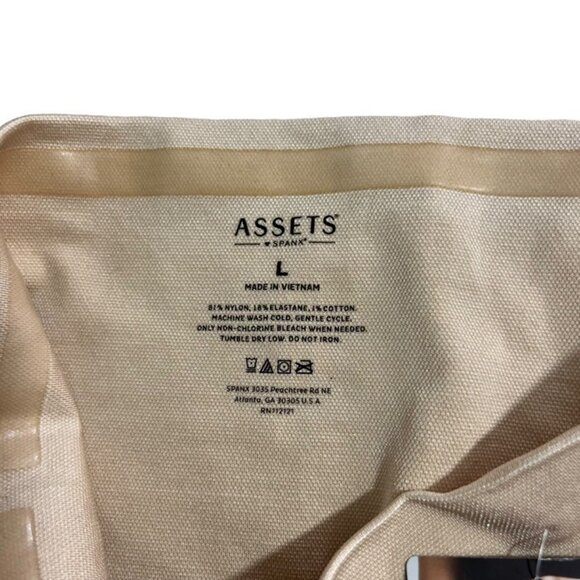 ASSETS®
♥ SPANX®
L
MADE IN VIETNAM
81% NYLON, 18% ELASTANE, 1% COTTON.
MACHINE WASH COLD, GENTLE CYCLE.
ONLY NON-CHLORINE BLEACH WHEN NEEDED.
TUMBLE DRY LOW. DO NOT IRON.
SPANX 3035 Peachtree Rd NE
Atlanta, GA 30305 U.S.A.
RN112121